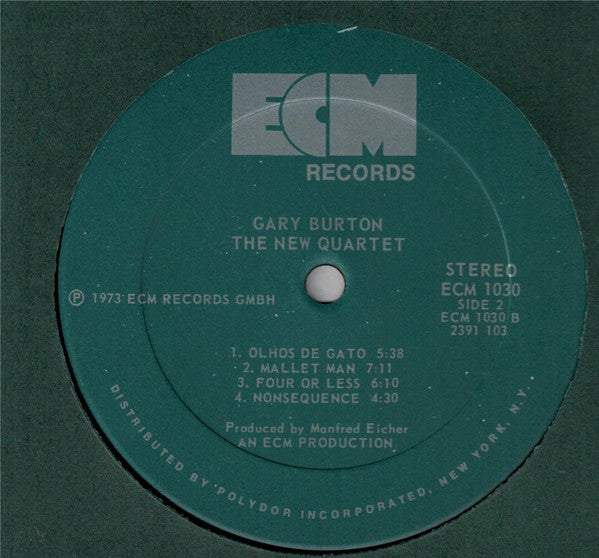 ECM
RECORDS
GARY BURTON
THE NEW QUARTET
STEREO
ECM 1030
SIDE 2
ECM 1030 B
2391 103
℗ 1973 ECM RECORDS GMBH
1. OLHOS DE GATO 5:38
2. MALLET MAN 7:11
3. FOUR OR LESS 6:10
4. NONSEQUENCE 4:30
Produced by Manfred Eicher
AN ECM PRODUCTION
DISTRIBUTED BY POLYDOR INCORPORATED, NEW YORK, N.Y.